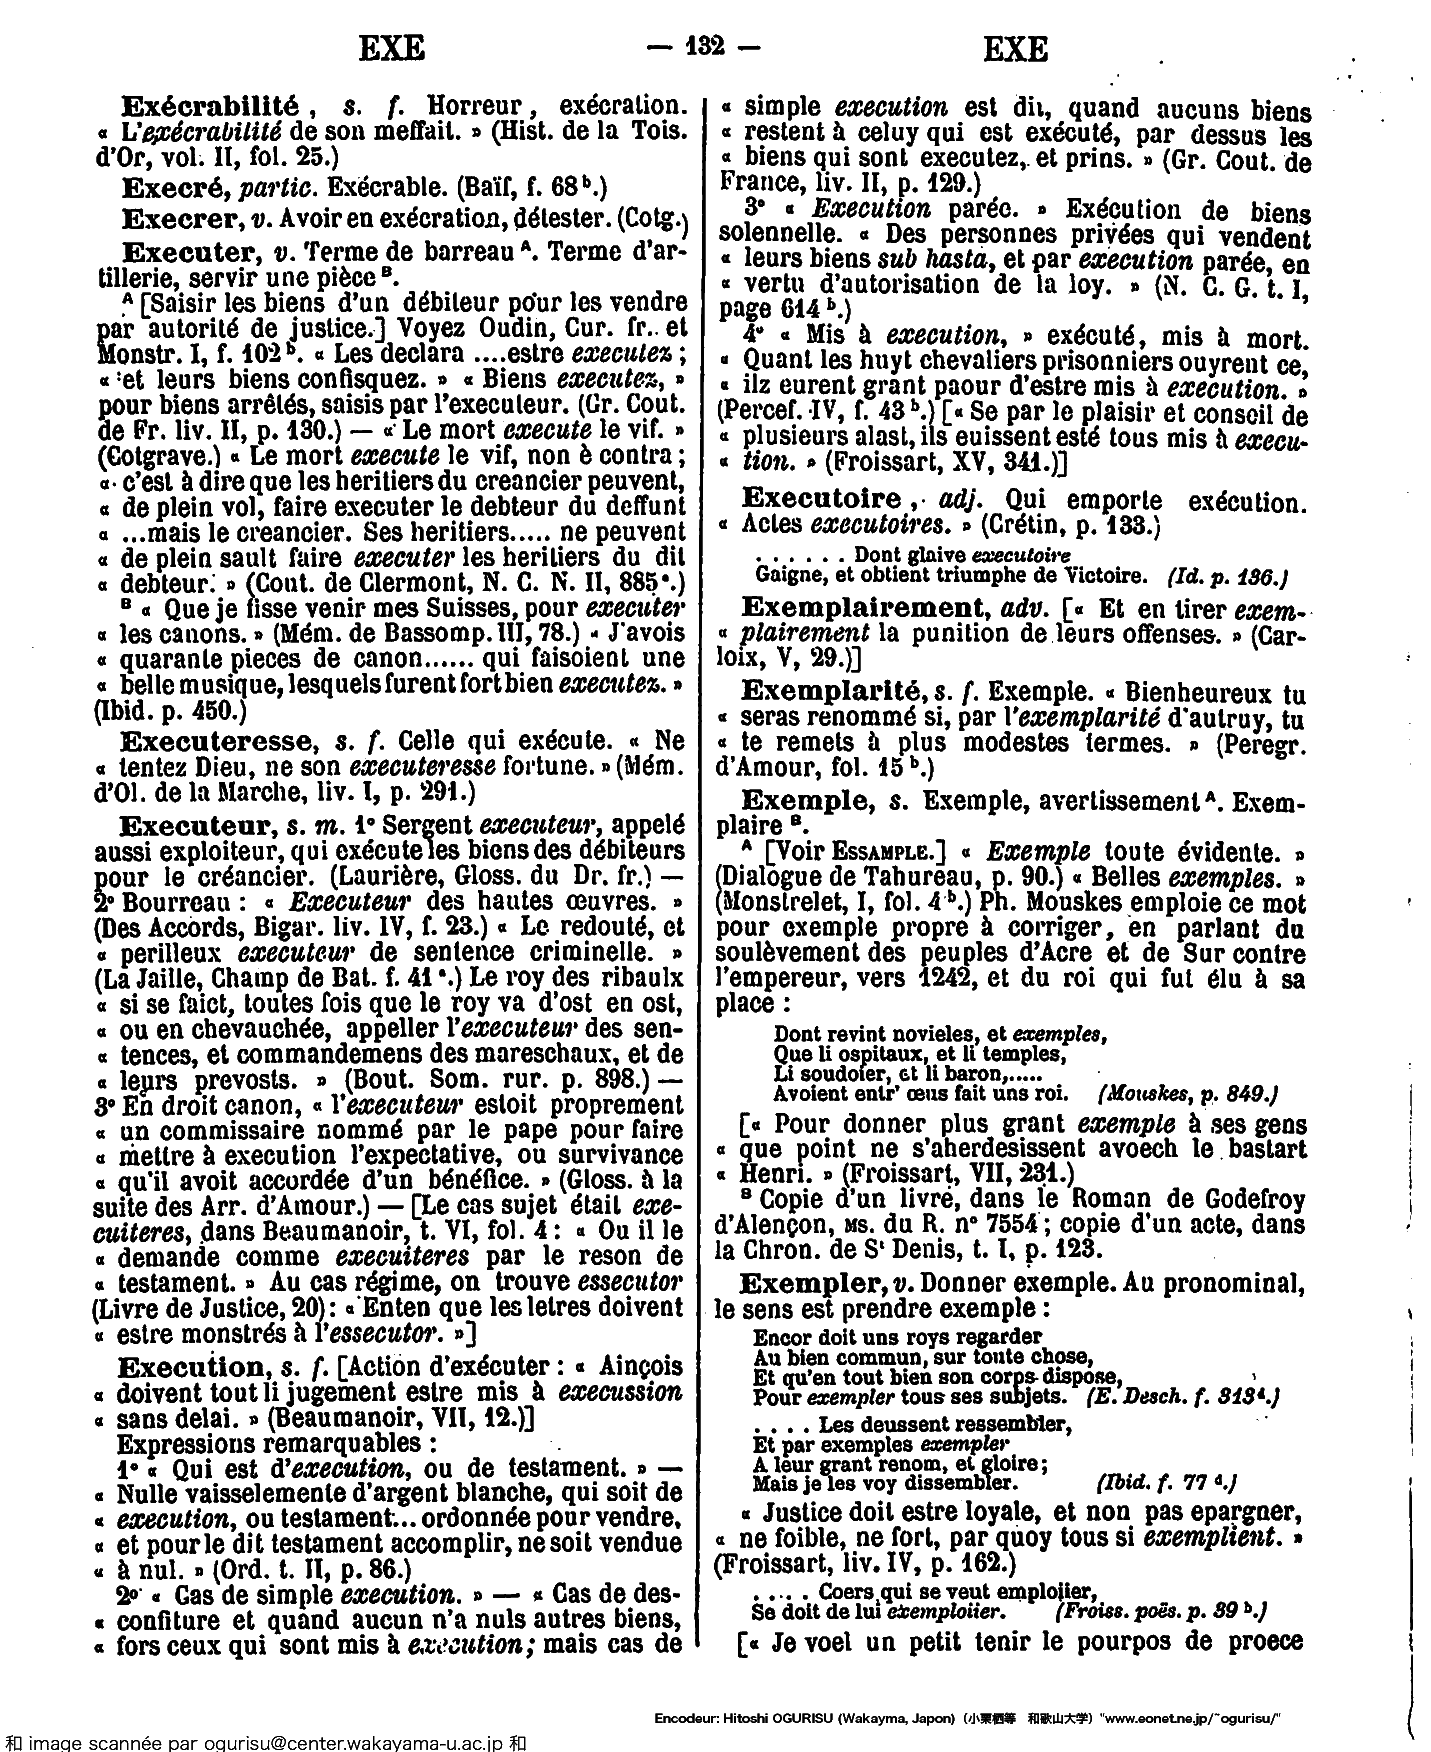 EXE — 132 — EXE
Exécrabilité, s. f. Horreur, exécration.
« L'exécrabilité de son meffait. » (Hist. de la Tois.
d'Or, vol. II, fol. 25.)
Execré, partic. Exécrable. (Baïf, f. 68 b.)
Execrer, v. Avoir en exécration, détester. (Cotg.)
Executer, v. Terme de barreau A. Terme d'ar-
tillerie, servir une pièce B.
A [Saisir les biens d'un débiteur pour les vendre
par autorité de justice.] Voyez Oudin, Cur. fr. et
Monstr. I, f. 102 b. « Les declara ....estre executez ;
« et leurs biens confisquez. » « Biens executez, »
pour biens arrêtés, saisis par l'executeur. (Gr. Cout.
de Fr. liv. II, p. 130.) — « Le mort execute le vif. »
(Cotgrave.) « Le mort execute le vif, non è contra ;
« c'est à dire que les heritiers du creancier peuvent,
« de plein vol, faire executer le debteur du deffunt
« ...mais le creancier. Ses heritiers..... ne peuvent
« de plein sault faire executer les heritiers du dit
« debteur. » (Cout. de Clermont, N. C. N. II, 885 a.)
B « Que je fisse venir mes Suisses, pour executer
« les canons. » (Mém. de Bassomp. III, 78.) « J'avois
« quarante pieces de canon...... qui faisoient une
« belle musique, lesquels furent fort bien executez. »
(Ibid. p. 450.)
Executeresse, s. f. Celle qui exécute. « Ne
« tentez Dieu, ne son executeresse fortune. » (Mém.
d'Ol. de la Marche, liv. I, p. 291.)
Executeur, s. m. 1° Sergent executeur, appelé
aussi exploiteur, qui exécute les biens des débiteurs
pour le créancier. (Laurière, Gloss. du Dr. fr.) —
2° Bourreau : « Executeur des hautes œuvres. »
(Des Accords, Bigar. liv. IV, f. 23.) « Le redouté, et
« perilleux executeur de sentence criminelle. »
(La Jaille, Champ de Bat. f. 41 a.) Le roy des ribaulx
« si se faict, toutes fois que le roy va d'ost en ost,
« ou en chevauchée, appeller l'executeur des sen-
« tences, et commandemens des mareschaux, et de
« leurs prevosts. » (Bout. Som. rur. p. 898.) —
3° En droit canon, « l'executeur estoit proprement
« un commissaire nommé par le pape pour faire
« mettre à execution l'expectative, ou survivance
« qu'il avoit accordée d'un bénéfice. » (Gloss. à la
suite des Arr. d'Amour.) — [Le cas sujet était exe-
cuiteres, dans Beaumanoir, t. VI, fol. 4 : « Ou il le
« demande comme execuiteres par le reson de
« testament. » Au cas régime, on trouve essecutor
(Livre de Justice, 20) : « Enten que les letres doivent
« estre monstrés à l'essecutor. »]
Execution, s. f. [Action d'exécuter : « Ainçois
« doivent tout li jugement estre mis à execussion
« sans delai. » (Beaumanoir, VII, 12.)]
Expressions remarquables :
1° « Qui est d'execution, ou de testament. » —
« Nulle vaisselemente d'argent blanche, qui soit de
« execution, ou testament... ordonnée pour vendre,
« et pour le dit testament accomplir, ne soit vendue
« à nul. » (Ord. t. II, p. 86.)
2° « Cas de simple execution. » — « Cas de des-
« confiture et quand aucun n'a nuls autres biens,
« fors ceux qui sont mis à execution ; mais cas de
« simple execution est dit, quand aucuns biens
« restent à celuy qui est exécuté, par dessus les
« biens qui sont executez, et prins. » (Gr. Cout. de
France, liv. II, p. 129.)
3° « Execution parée. » Exécution de biens
solennelle. « Des personnes privées qui vendent
« leurs biens sub hasta, et par execution parée, en
« vertu d'autorisation de la loy. » (N. C. G. t. I,
page 614 b.)
4° « Mis à execution, » exécuté, mis à mort.
« Quant les huyt chevaliers prisonniers ouyrent ce,
« ilz eurent grant paour d'estre mis à execution. »
(Percef. IV, f. 43 b.) [« Se par le plaisir et conseil de
« plusieurs alast, ils euissent esté tous mis à execu-
« tion. » (Froissart, XV, 341.)]
Executoire, adj. Qui emporte exécution.
« Actes executoires. » (Crétin, p. 133.)
. . . . . . Dont glaive executoire
Gaigne, et obtient triumphe de Victoire. (Id. p. 136.)
Exemplairement, adv. [« Et en tirer exem-
« plairement la punition de leurs offenses. » (Car-
loix, V, 29.)]
Exemplarité, s. f. Exemple. « Bienheureux tu
« seras renommé si, par l'exemplarité d'autruy, tu
« te remets à plus modestes termes. » (Peregr.
d'Amour, fol. 15 b.)
Exemple, s. Exemple, avertissement A. Exem-
plaire B.
A [Voir ESSAMPLE.] « Exemple toute évidente. »
(Dialogue de Tahureau, p. 90.) « Belles exemples. »
(Monstrelet, I, fol. 4 b.) Ph. Mouskes emploie ce mot
pour exemple propre à corriger, en parlant du
soulèvement des peuples d'Acre et de Sur contre
l'empereur, vers 1242, et du roi qui fut élu à sa
place :
Dont revint novieles, et exemples,
Que li ospitaux, et li temples,
Li soudoier, et li baron,.....
Avoient entr' œus fait uns roi. (Mouskes, p. 849.)
[« Pour donner plus grant exemple à ses gens
« que point ne s'aherdesissent avoech le bastart
« Henri. » (Froissart, VII, 231.)
B Copie d'un livre, dans le Roman de Godefroy
d'Alençon, MS. du R. n° 7554 ; copie d'un acte, dans
la Chron. de St Denis, t. I, p. 123.
Exempler, v. Donner exemple. Au pronominal,
le sens est prendre exemple :
Encor doit uns roys regarder
Au bien commun, sur toute chose,
Et qu'en tout bien son corps dispose,
Pour exempler tous ses subjets. (E. Desch. f. 313 d.)
. . . . Les deussent ressembler,
Et par exemples exempler
A leur grant renom, et gloire ;
Mais je les voy dissembler. (Ibid. f. 77 d.)
« Justice doit estre loyale, et non pas epargner,
« ne foible, ne fort, par quoy tous si exemplient. »
(Froissart, liv. IV, p. 162.)
. . . . . Coers qui se veut emploiier,
Se doit de lui exemploiier. (Froiss. poës. p. 39 b.)
[« Je voel un petit tenir le pourpos de proece
Encodeur: Hitoshi OGURISU (Wakayma, Japon) (小栗栖等 和歌山大学) "www.eonet.ne.jp/~ogurisu/"
和 image scannée par ogurisu@center.wakayama-u.ac.jp 和